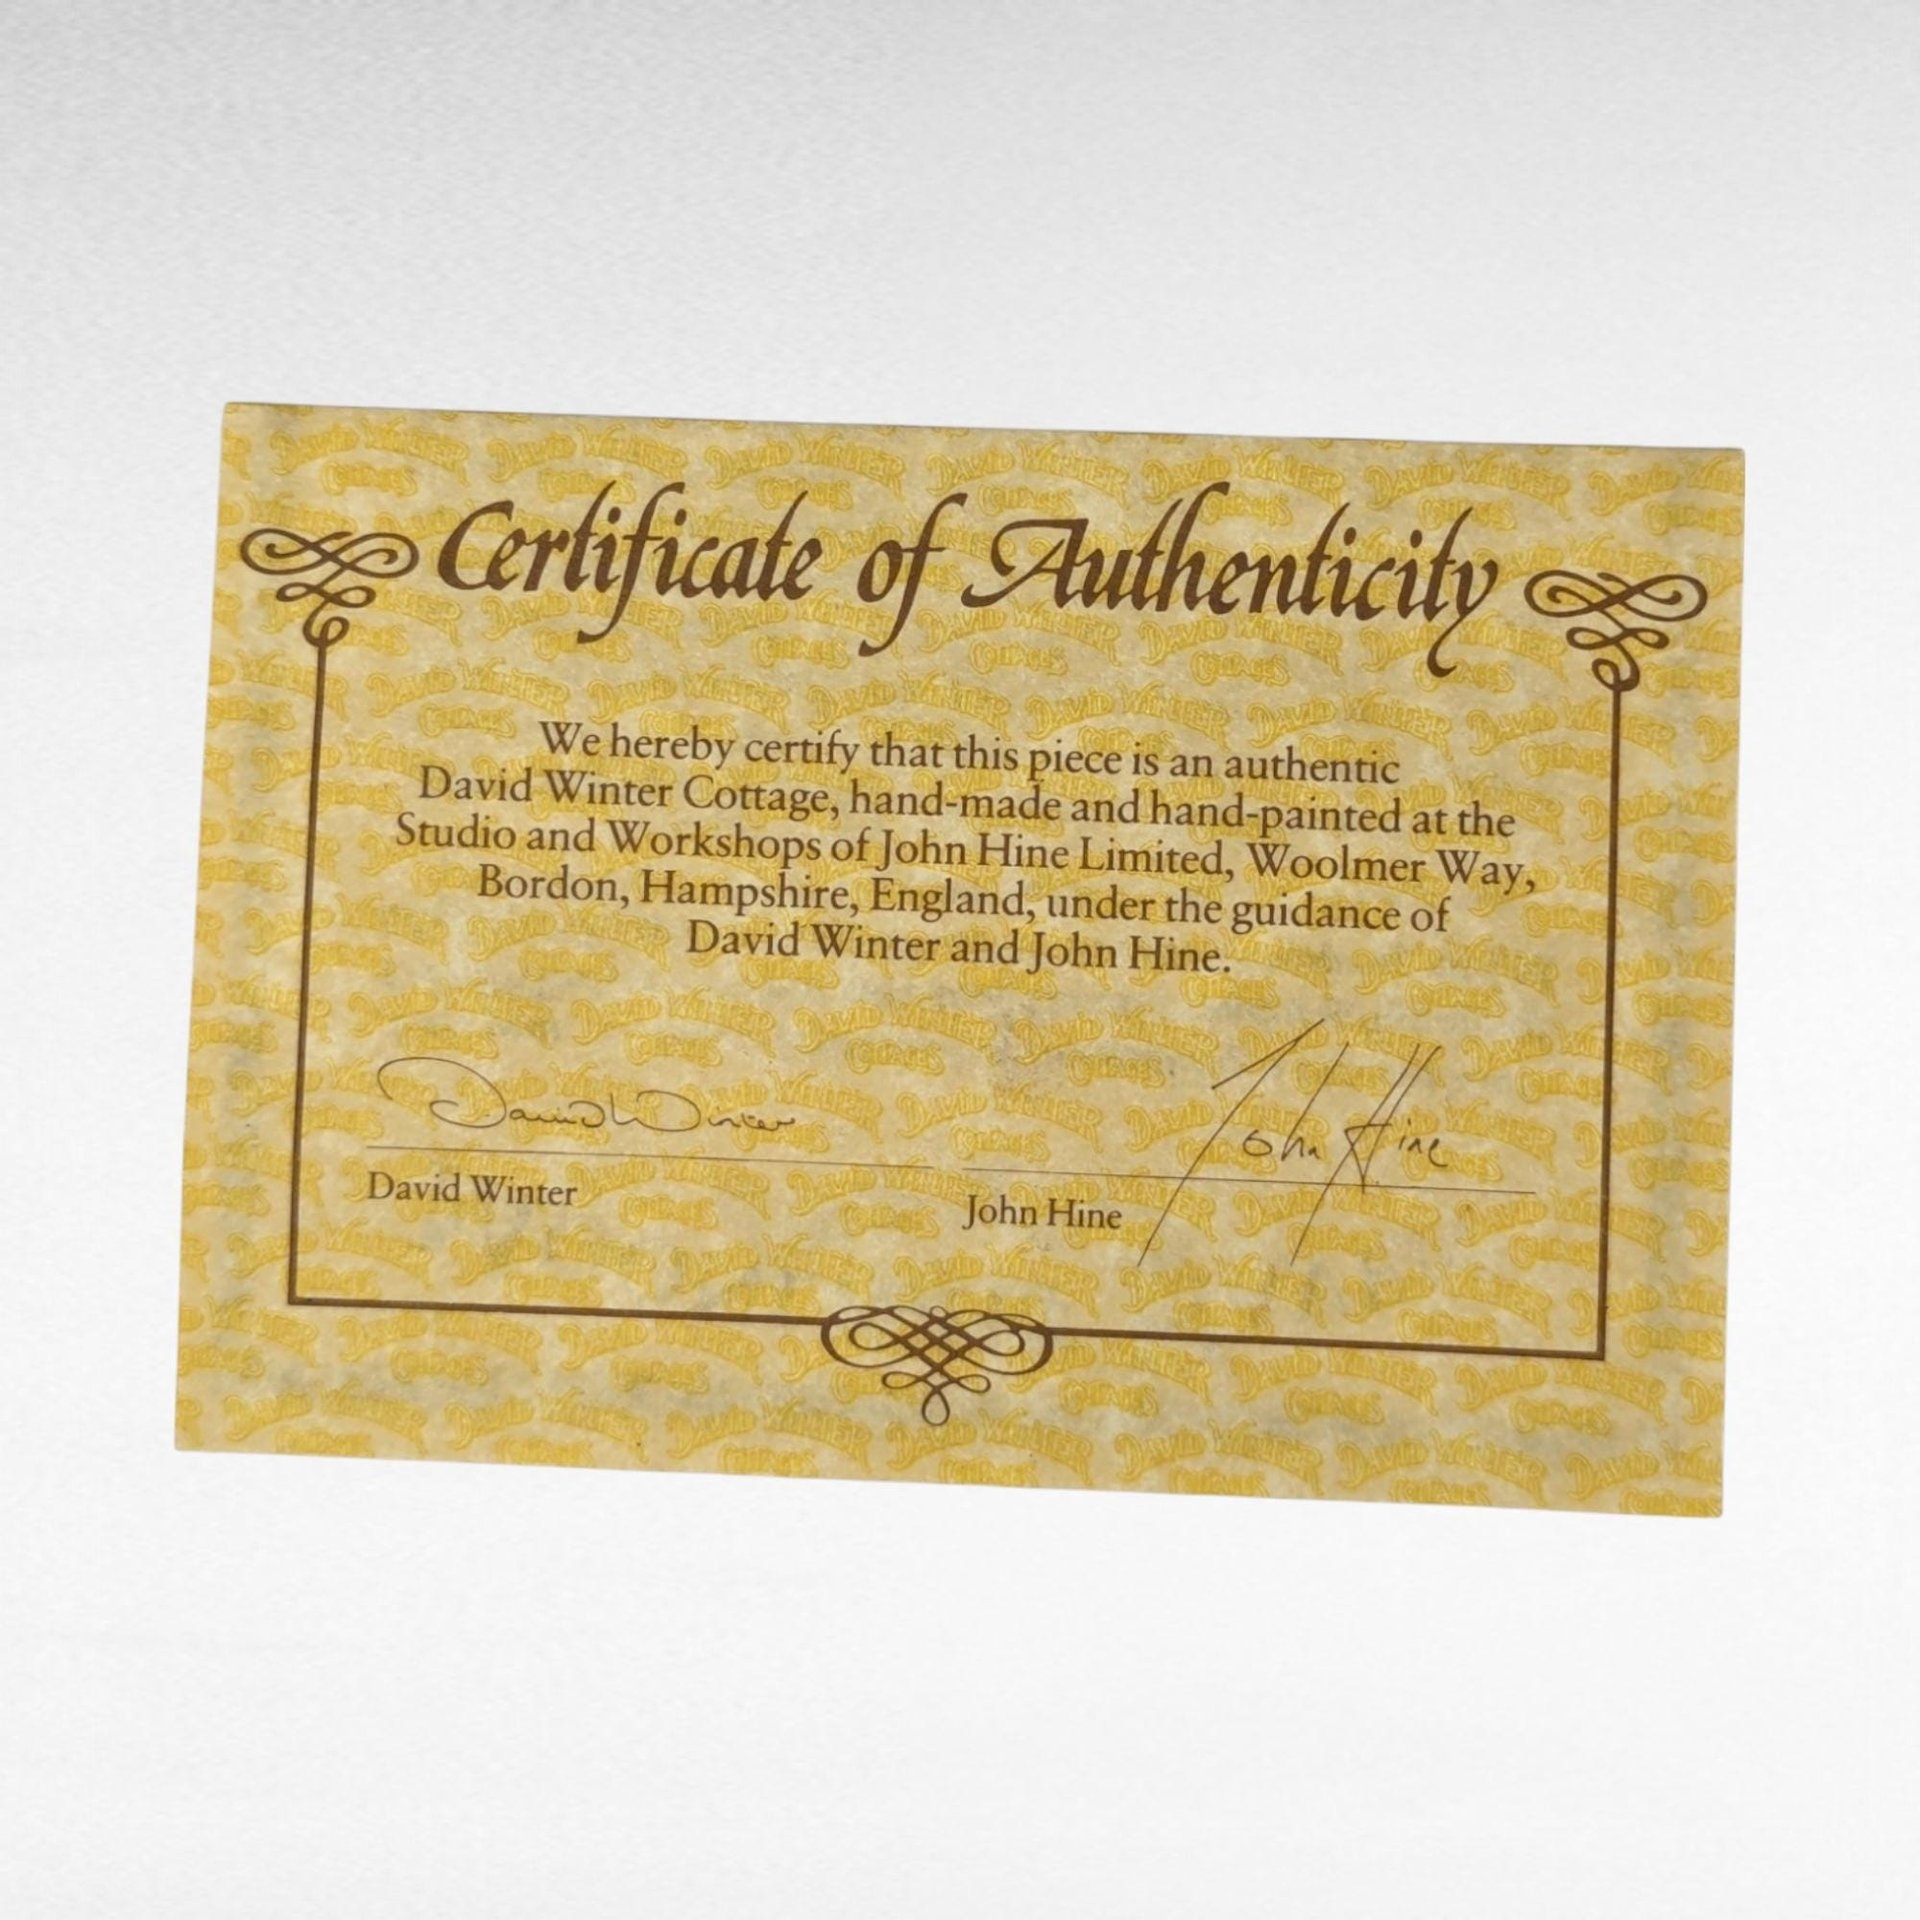 Certificate of Authenticity
We hereby certify that this piece is an authentic
David Winter Cottage, hand-made and hand-painted at the
Studio and Workshops of John Hine Limited, Woolmer Way,
Bordon, Hampshire, England, under the guidance of
David Winter and John Hine.
David Winter John Hine
David Winter
John Hine